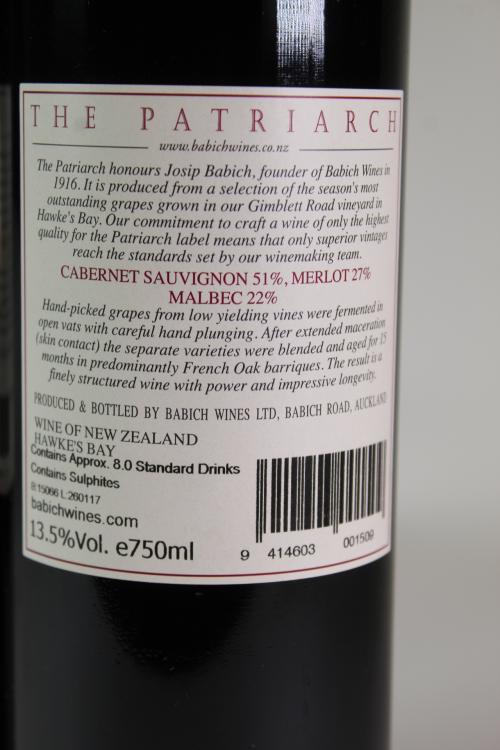 THE PATRIARCH
www.babichwines.co.nz
The Patriarch honours Josip Babich, founder of Babich Wines in
1916. It is produced from a selection of the season's most
outstanding grapes grown in our Gimblett Road vineyard in
Hawke's Bay. Our commitment to craft a wine of only the highest
quality for the Patriarch label means that only superior vintages
reach the standards set by our winemaking team.
CABERNET SAUVIGNON 51%, MERLOT 27%
MALBEC 22%
Hand-picked grapes from low yielding vines were fermented in
open vats with careful hand plunging. After extended maceration
(skin contact) the separate varieties were blended and aged for 15
months in predominantly French Oak barriques. The result is a
finely structured wine with power and impressive longevity.
PRODUCED & BOTTLED BY BABICH WINES LTD, BABICH ROAD, AUCKLAND
WINE OF NEW ZEALAND
HAWKE'S BAY
Contains Approx. 8.0 Standard Drinks
Contains Sulphites
B:15066 L:260117
babichwines.com
13.5%Vol. e750ml
9 414603 001509